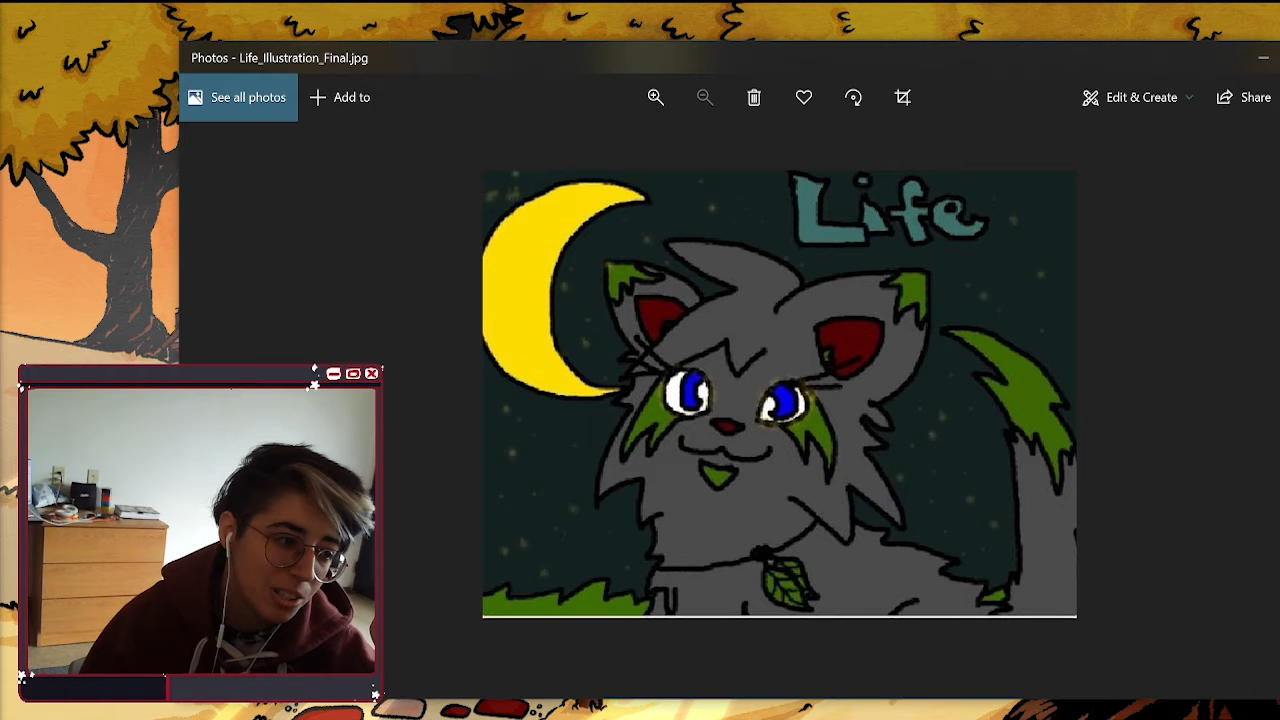 Photos - Life_Illustration_Final.jpg
See all photos
Add to
Edit & Create
Share
Life